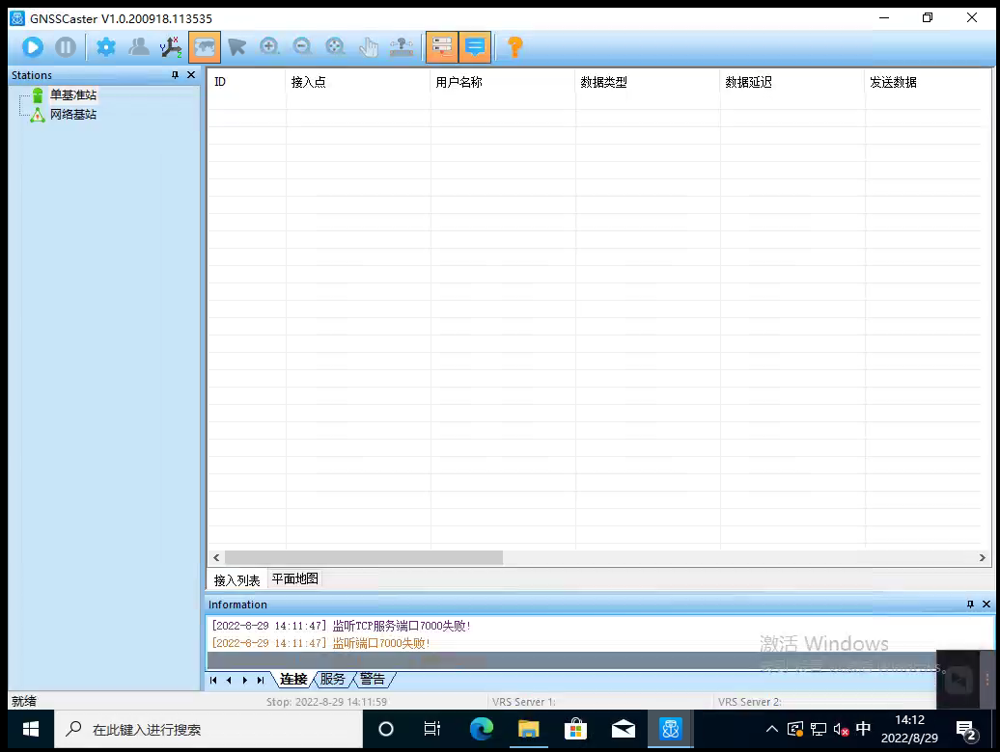 GNSSCaster V1.0.200918.113535
Stations
单基准站
网络基站
ID 接入点 用户名称 数据类型 数据延迟 发送数据
接入列表 平面地图
Information
[2022-8-29 14:11:47] 监听TCP服务端口7000失败!
[2022-8-29 14:11:47] 监听端口7000失败!
激活 Windows
连接 服务 警告
就绪 Stop: 2022-8-29 14:11:59 VRS Server 1: VRS Server 2:
在此键入进行搜索
中
14:12
2022/8/29
2